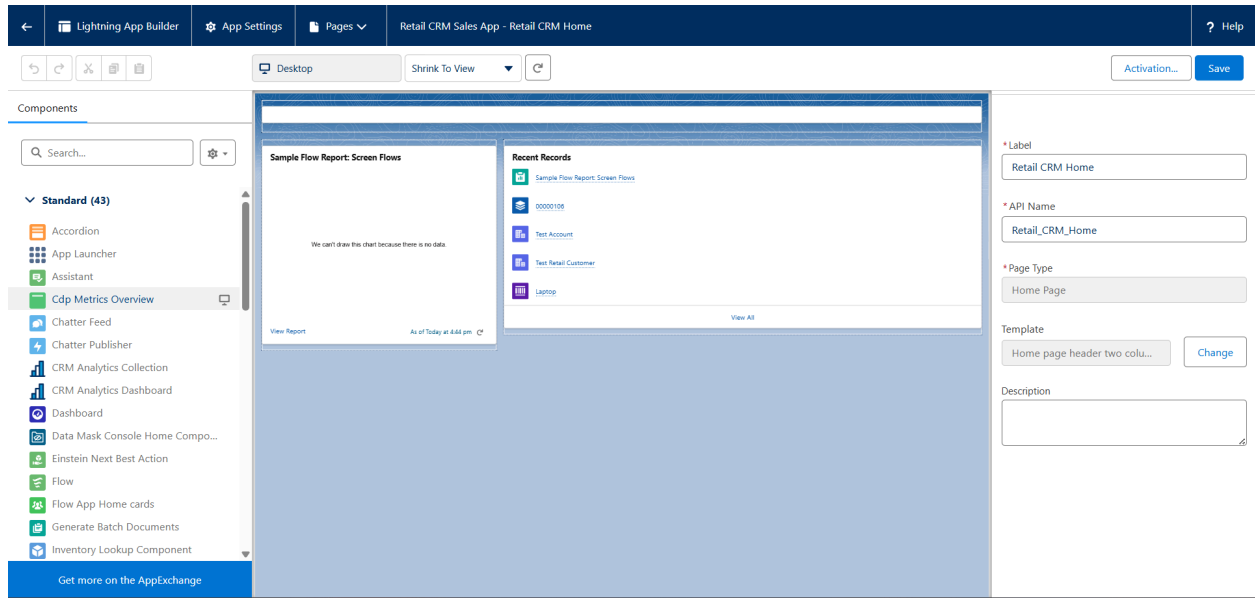 Lightning App Builder
App Settings
Pages
Retail CRM Sales App - Retail CRM Home
? Help
Desktop
Shrink To View
Activation...
Save
Components
Search...
Standard (43)
Accordion
App Launcher
Assistant
Cdp Metrics Overview
Chatter Feed
Chatter Publisher
CRM Analytics Collection
CRM Analytics Dashboard
Dashboard
Data Mask Console Home Compo...
Einstein Next Best Action
Flow
Flow App Home cards
Generate Batch Documents
Inventory Lookup Component
Get more on the AppExchange
Sample Flow Report: Screen Flows
We can't draw this chart because there is no data.
View Report
As of Today at 4:44 pm
Recent Records
Sample Flow Report: Screen Flows
00000106
Test Account
Test Retail Customer
Laptop
View All
*Label
Retail CRM Home
*API Name
Retail_CRM_Home
*Page Type
Home Page
Template
Home page header two colu...
Change
Description